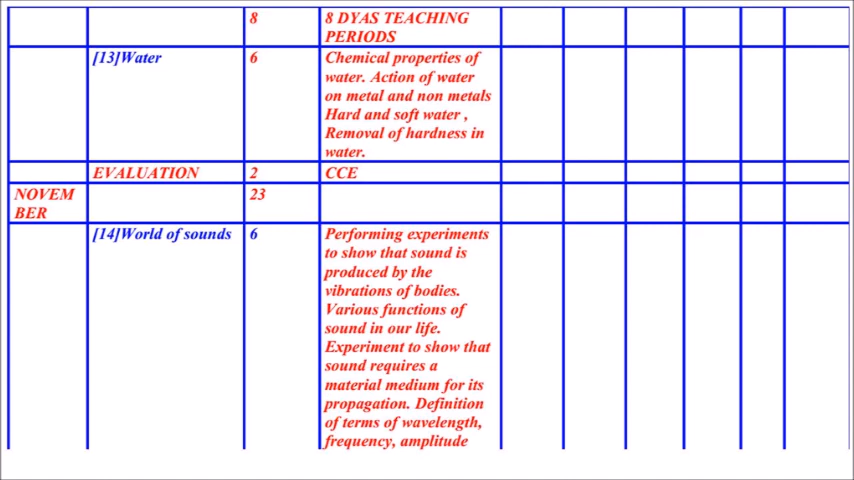 8 8 DYAS TEACHING
PERIODS
[13]Water 6 Chemical properties of
water. Action of water
on metal and non metals
Hard and soft water ,
Removal of hardness in
water.
EVALUATION 2 CCE
NOVEM 23
BER
[14]World of sounds 6 Performing experiments
to show that sound is
produced by the
vibrations of bodies.
Various functions of
sound in our life.
Experiment to show that
sound requires a
material medium for its
propagation. Definition
of terms of wavelength,
frequency, amplitude